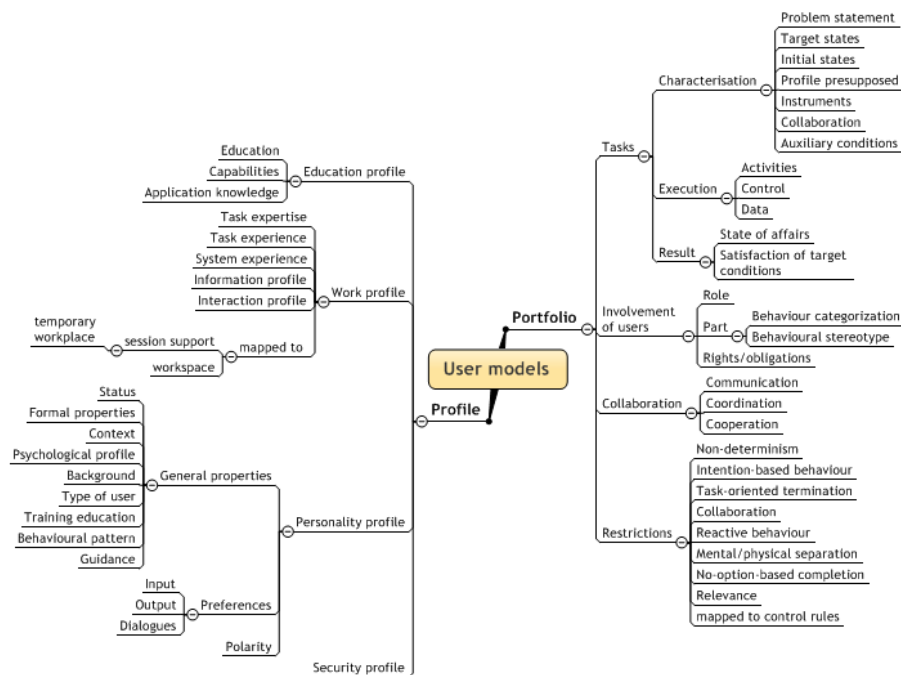 User models
Portfolio
Tasks
Characterisation
Problem statement
Target states
Initial states
Profile presupposed
Instruments
Collaboration
Auxiliary conditions
Execution
Activities
Control
Data
Result
State of affairs
Satisfaction of target
conditions
Involvement
of users
Role
Part
Behaviour categorization
Behavioural stereotype
Rights/obligations
Collaboration
Communication
Coordination
Cooperation
Restrictions
Non-determinism
Intention-based behaviour
Task-oriented termination
Collaboration
Reactive behaviour
Mental/physical separation
No-option-based completion
Relevance
mapped to control rules
Profile
Education profile
Education
Capabilities
Application knowledge
Work profile
Task expertise
Task experience
System experience
Information profile
Interaction profile
mapped to
session support
temporary
workplace
workspace
Personality profile
General properties
Status
Formal properties
Context
Psychological profile
Background
Type of user
Training education
Behavioural pattern
Guidance
Preferences
Input
Output
Dialogues
Polarity
Security profile